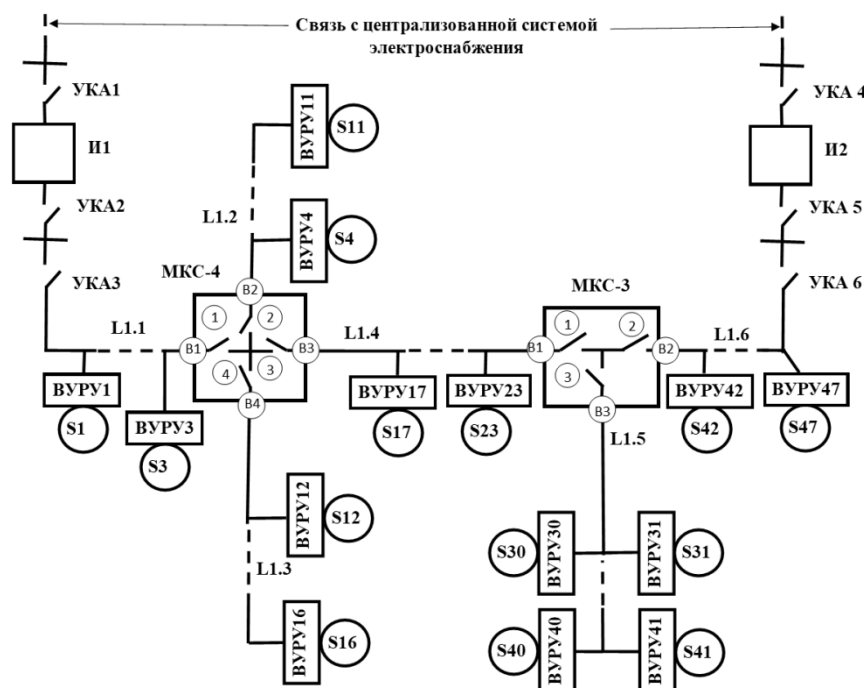 Связь с централизованной системой
электроснабжения
УКА1
И1
УКА2
УКА3
УКА 4
И2
УКА 5
УКА 6
ВУРУ11
S11
L1.2
ВУРУ4
S4
МКС-4
B2
1
2
B1
B3
4
3
B4
L1.1
L1.4
МКС-3
1
2
B1
B2
3
B3
L1.6
L1.5
ВУРУ1
S1
ВУРУ3
S3
ВУРУ17
S17
ВУРУ23
S23
ВУРУ42
S42
ВУРУ47
S47
ВУРУ12
S12
L1.3
ВУРУ16
S16
S30
ВУРУ30
ВУРУ31
S31
S40
ВУРУ40
ВУРУ41
S41